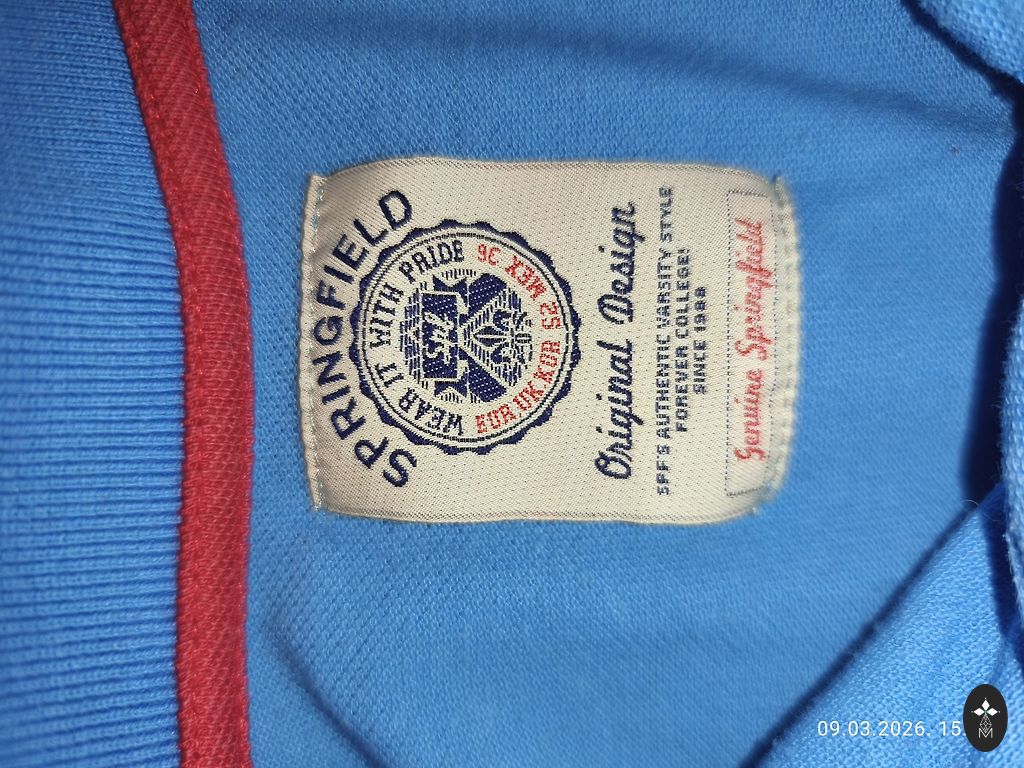 SPRINGFIELD
WEAR IT WITH PRIDE
EUR UK KOR S2 MEX 36
Original Design
SPF'S AUTHENTIC VARSITY STYLE
FOREVER COLLEGE!
SINCE 1988
Genuine Springfield
09.03.2026. 15